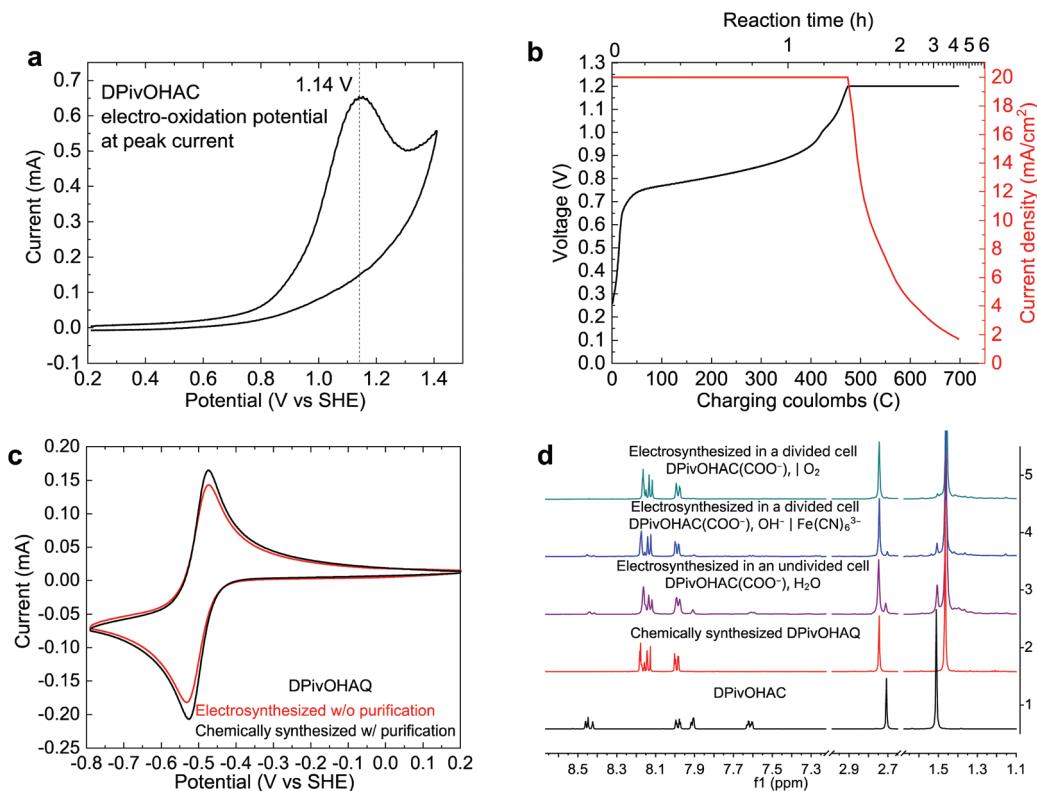 a
DPivOHAC
electro-oxidation potential
at peak current
1.14 V
0.7
0.6
0.5
0.4
0.3
0.2
0.1
0.0
-0.1
Current (mA)
0.2 0.4 0.6 0.8 1.0 1.2 1.4
Potential (V vs SHE)
b
Reaction time (h)
0 1 2 3 4 5 6
1.3
1.2
1.1
1.0
0.9
0.8
0.7
0.6
0.5
0.4
0.3
0.2
0.1
0.0
Voltage (V)
20
18
16
14
12
10
8
6
4
2
0
Current density (mA/cm²)
0 100 200 300 400 500 600 700
Charging coulombs (C)
c
0.20
0.15
0.10
0.05
0.00
-0.05
-0.10
-0.15
-0.20
-0.25
Current (mA)
DPivOHAQ
Electrosynthesized w/o purification
Chemically synthesized w/ purification
-0.8 -0.7 -0.6 -0.5 -0.4 -0.3 -0.2 -0.1 0.0 0.1 0.2
Potential (V vs SHE)
d
Electrosynthesized in a divided cell
DPivOHAC(COO⁻), | O₂
5
Electrosynthesized in a divided cell
DPivOHAC(COO⁻), OH⁻ | Fe(CN)₆³⁻
4
Electrosynthesized in an undivided cell
DPivOHAC(COO⁻), H₂O
3
Chemically synthesized DPivOHAQ
2
DPivOHAC
1
8.5 8.3 8.1 7.9 7.7 7.5 7.3 2.9 2.7 1.5 1.3 1.1
f1 (ppm)